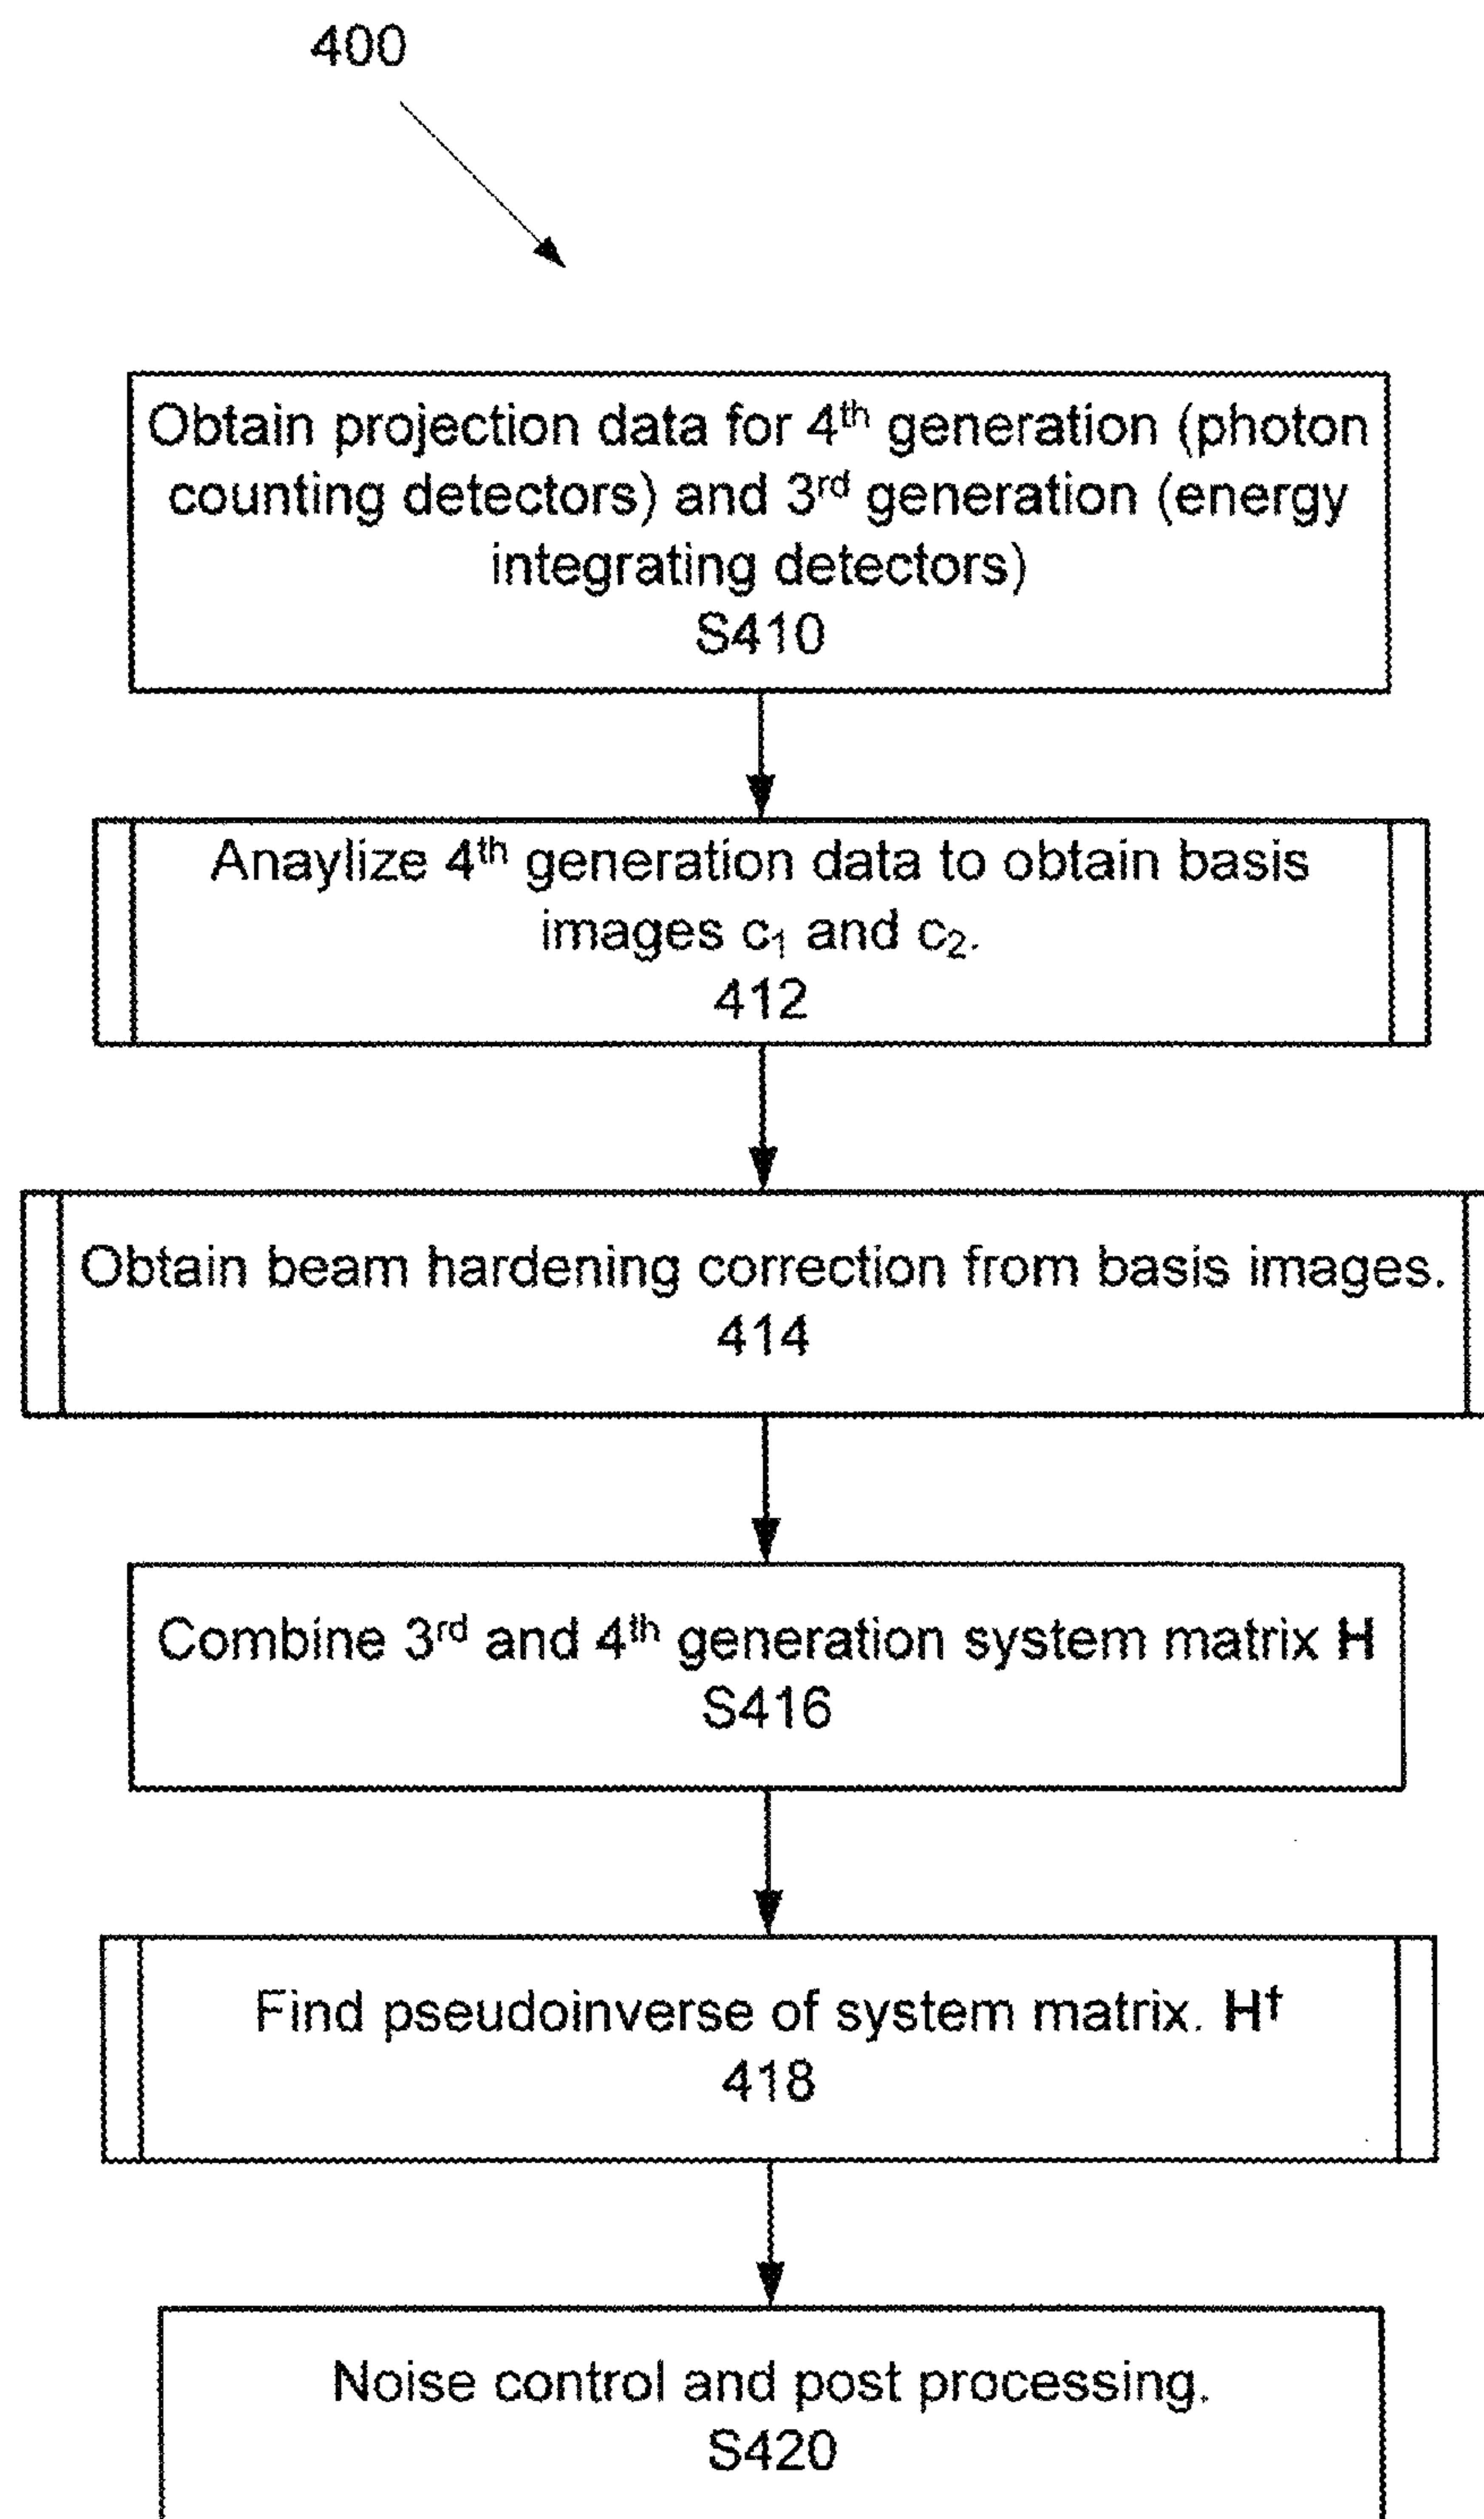 400
Obtain projection data for 4th generation (photon
counting detectors) and 3rd generation (energy
integrating detectors)
S410
Anaylize 4th generation data to obtain basis
images c₁ and c₂.
412
Obtain beam hardening correction from basis images.
414
Combine 3rd and 4th generation system matrix H
S416
Find pseudoinverse of system matrix. H†
418
Noise control and post processing.
S420